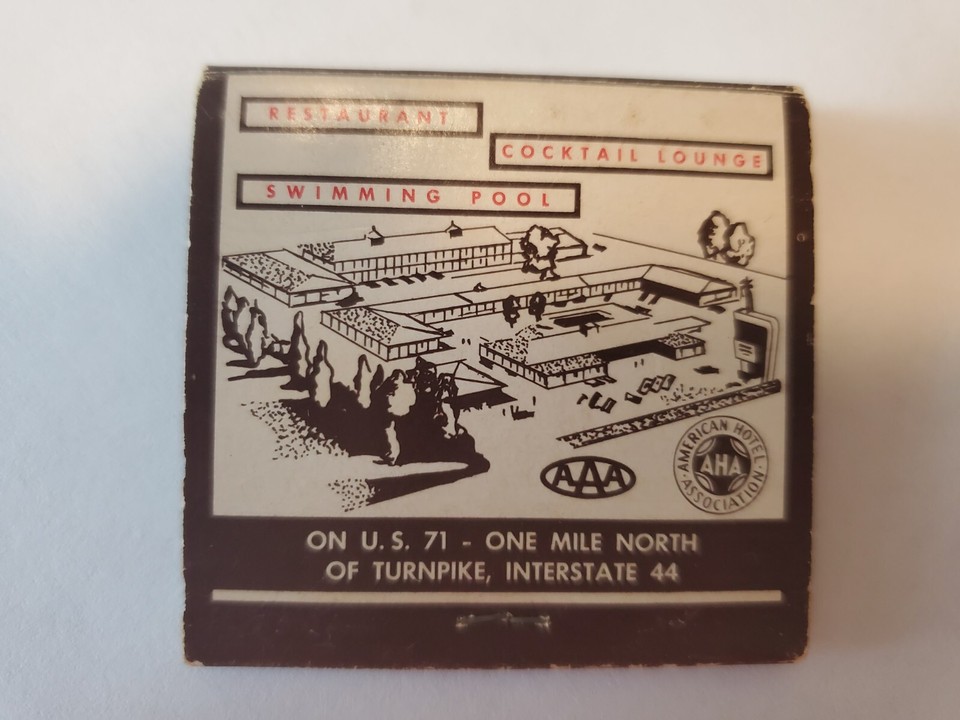 RESTAURANT
COCKTAIL LOUNGE
SWIMMING POOL
AAA
AMERICAN HOTEL
AHA
ASSOCIATION
ON U.S. 71 - ONE MILE NORTH
OF TURNPIKE, INTERSTATE 44